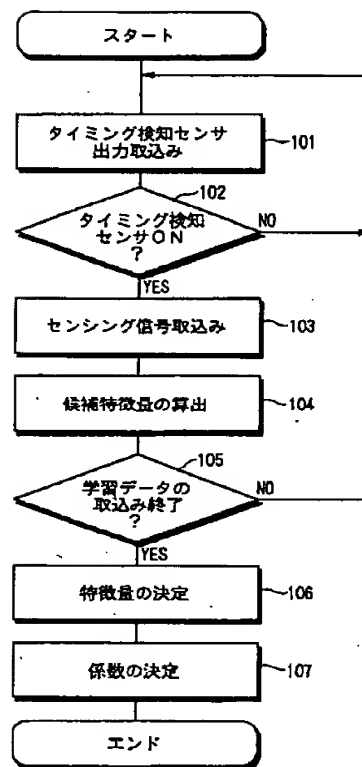 スタート
タイミング検知センサ
出力取込み
101
102
タイミング検知
センサON
?
NO
YES
センシング信号取込み
103
候補特徴量の算出
104
105
学習データの
取込み終了
?
NO
YES
特徴量の決定
106
係数の決定
107
エンド